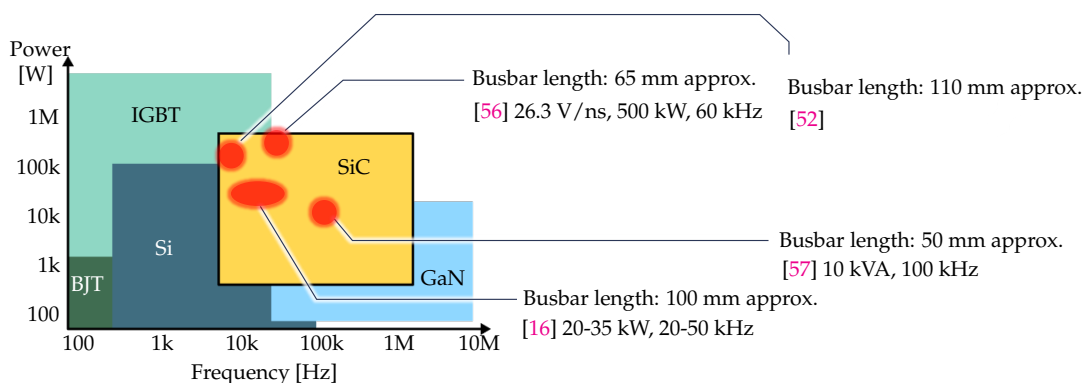 Power
[W]
1M
100k
10k
1k
100
IGBT
Si
BJT
SiC
GaN
100
1k
10k
100k
1M
10M
Frequency [Hz]
Busbar length: 65 mm approx.
[56] 26.3 V/ns, 500 kW, 60 kHz
Busbar length: 110 mm approx.
[52]
Busbar length: 50 mm approx.
[57] 10 kVA, 100 kHz
Busbar length: 100 mm approx.
[16] 20-35 kW, 20-50 kHz